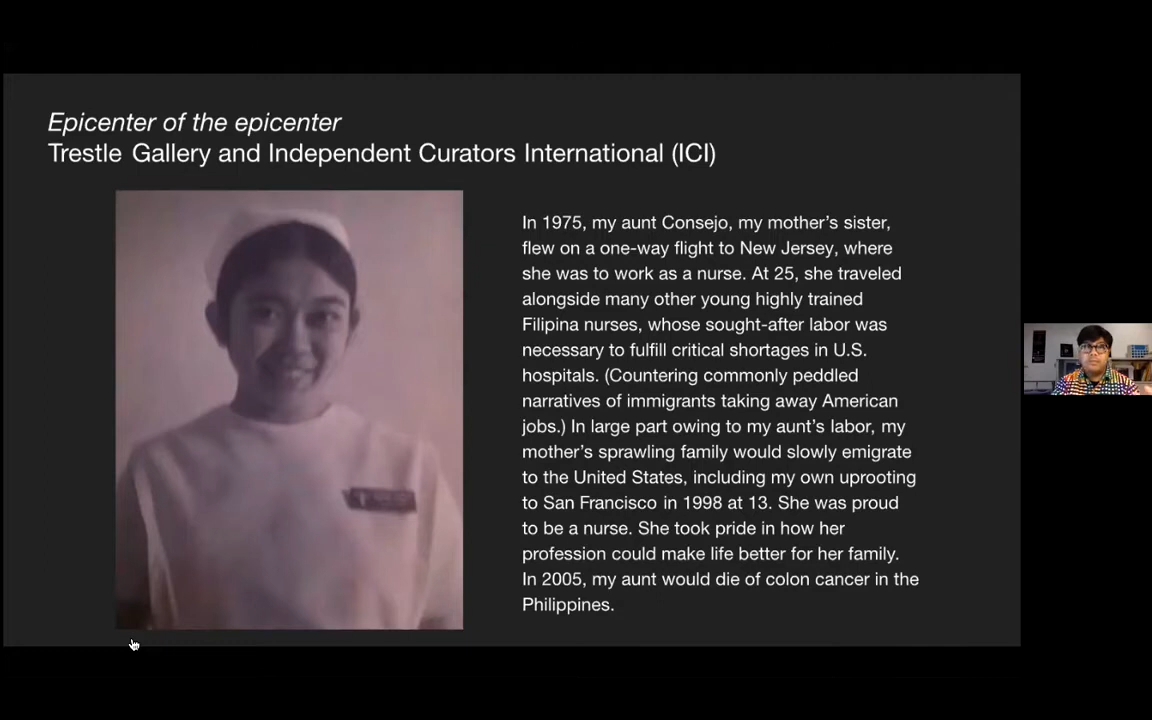 Epicenter of the epicenter
Trestle Gallery and Independent Curators International (ICI)
In 1975, my aunt Consejo, my mother’s sister,
flew on a one-way flight to New Jersey, where
she was to work as a nurse. At 25, she traveled
alongside many other young highly trained
Filipina nurses, whose sought-after labor was
necessary to fulfill critical shortages in U.S.
hospitals. (Countering commonly peddled
narratives of immigrants taking away American
jobs.) In large part owing to my aunt’s labor, my
mother’s sprawling family would slowly emigrate
to the United States, including my own uprooting
to San Francisco in 1998 at 13. She was proud
to be a nurse. She took pride in how her
profession could make life better for her family.
In 2005, my aunt would die of colon cancer in the
Philippines.